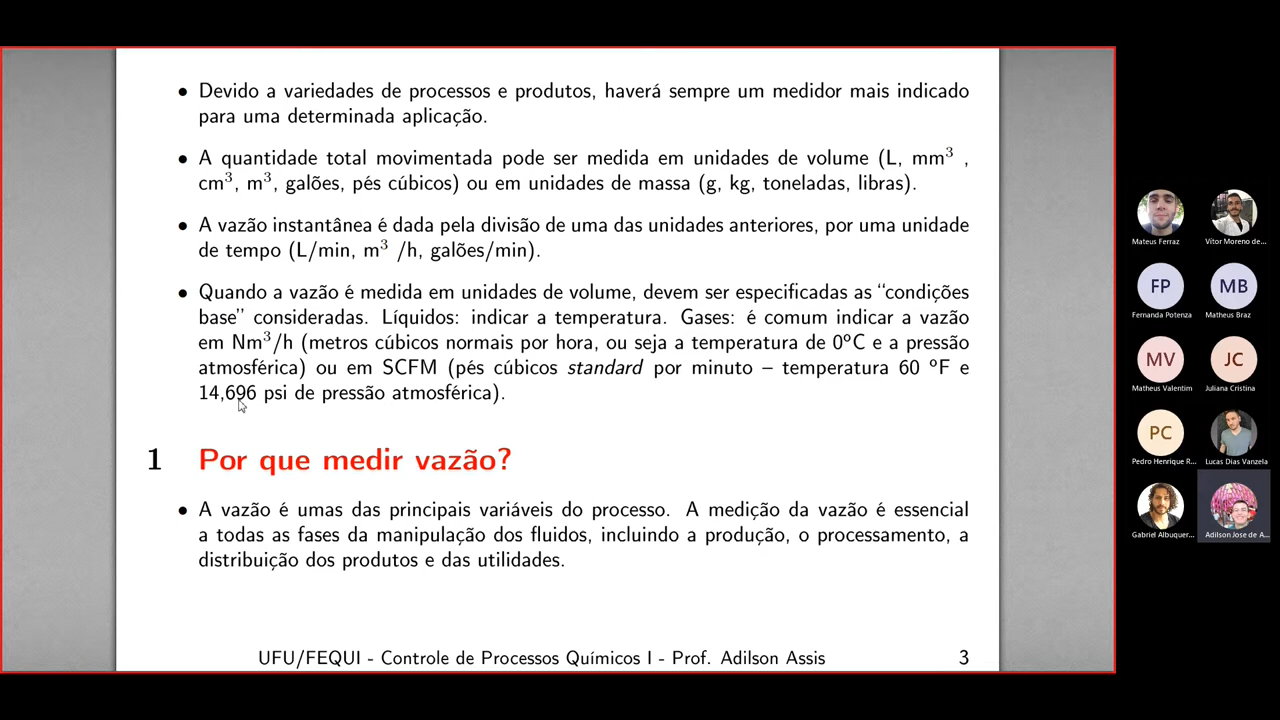 • Devido a variedades de processos e produtos, haverá sempre um medidor mais indicado
para uma determinada aplicação.
• A quantidade total movimentada pode ser medida em unidades de volume (L, mm³ ,
cm³, m³, galões, pés cúbicos) ou em unidades de massa (g, kg, toneladas, libras).
• A vazão instantânea é dada pela divisão de uma das unidades anteriores, por uma unidade
de tempo (L/min, m³ /h, galões/min).
• Quando a vazão é medida em unidades de volume, devem ser especificadas as “condições
base” consideradas. Líquidos: indicar a temperatura. Gases: é comum indicar a vazão
em Nm³/h (metros cúbicos normais por hora, ou seja a temperatura de 0ºC e a pressão
atmosférica) ou em SCFM (pés cúbicos standard por minuto – temperatura 60 ºF e
14,696 psi de pressão atmosférica).
1 Por que medir vazão?
• A vazão é umas das principais variáveis do processo. A medição da vazão é essencial
a todas as fases da manipulação dos fluidos, incluindo a produção, o processamento, a
distribuição dos produtos e das utilidades.
UFU/FEQUI - Controle de Processos Químicos I - Prof. Adilson Assis 3
Mateus Ferraz
Vítor Moreno de...
FP
MB
Fernanda Potenza
Matheus Braz
MV
JC
Matheus Valentim
Juliana Cristina
PC
Pedro Henrique R...
Lucas Dias Vanzela
Gabriel Albuquer...
Adilson Jose de A...